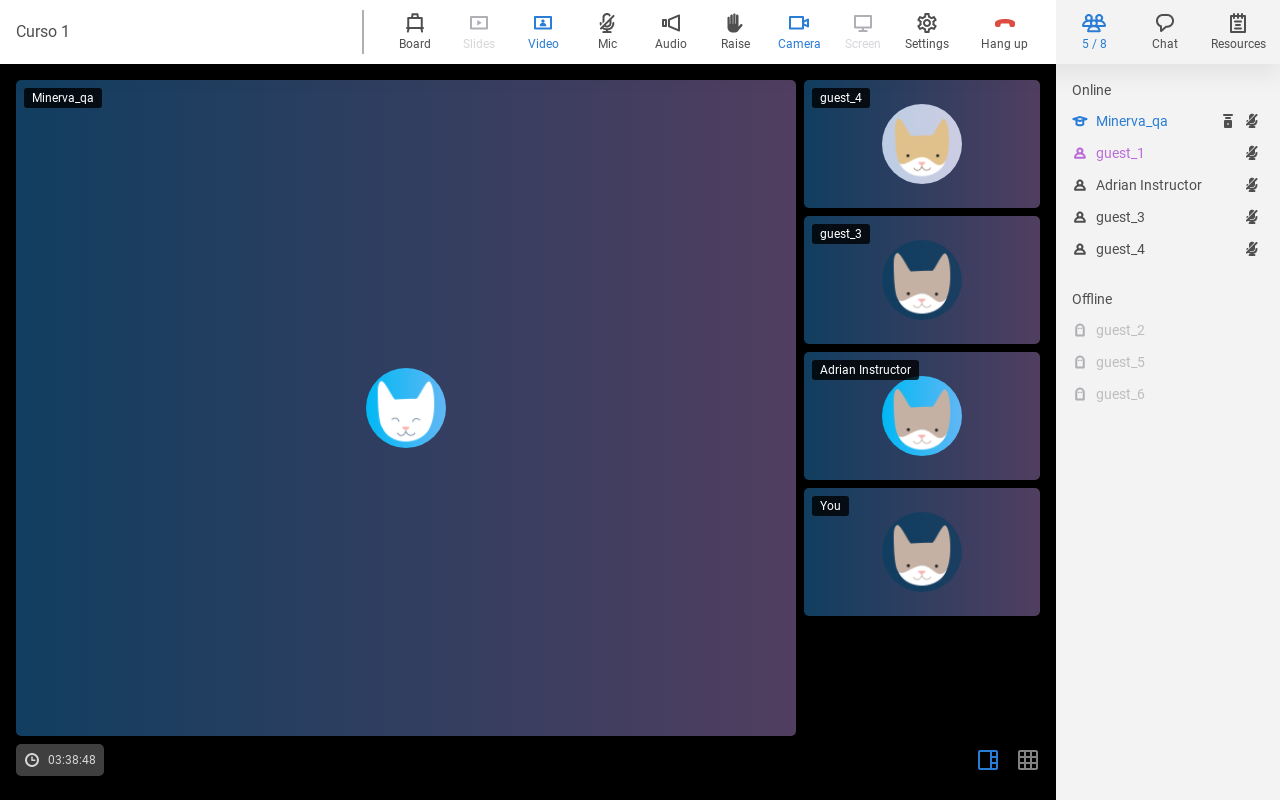 Curso 1
Board
Slides
Video
Mic
Audio
Raise
Camera
Screen
Settings
Hang up
5 / 8
Chat
Resources
Minerva_qa
guest_4
guest_3
Adrian Instructor
You
03:38:48
Online
Minerva_qa
guest_1
Adrian Instructor
guest_3
guest_4
Offline
guest_2
guest_5
guest_6